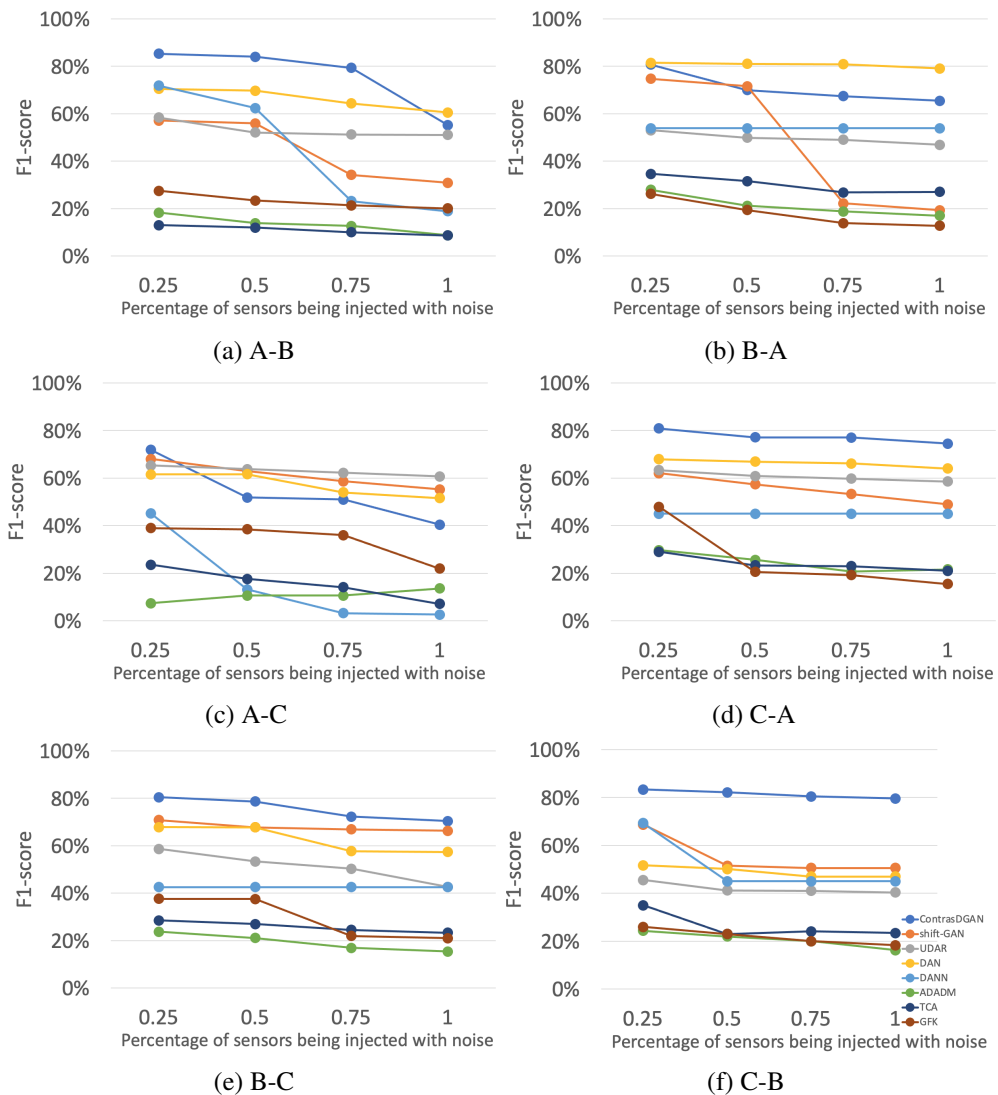 100%
80%
60%
40%
20%
0%
F1-score
0.25 0.5 0.75 1
Percentage of sensors being injected with noise
(a) A-B
100%
80%
60%
40%
20%
0%
F1-score
0.25 0.5 0.75 1
Percentage of sensors being injected with noise
(b) B-A
100%
80%
60%
40%
20%
0%
F1-score
0.25 0.5 0.75 1
Percentage of sensors being injected with noise
(c) A-C
100%
80%
60%
40%
20%
0%
F1-score
0.25 0.5 0.75 1
Percentage of sensors being injected with noise
(d) C-A
100%
80%
60%
40%
20%
0%
F1-score
0.25 0.5 0.75 1
Percentage of sensors being injected with noise
(e) B-C
100%
80%
60%
40%
20%
0%
F1-score
ContrasDGAN
shift-GAN
UDAR
DAN
DANN
ADADM
TCA
GFK
0.25 0.5 0.75 1
Percentage of sensors being injected with noise
(f) C-B